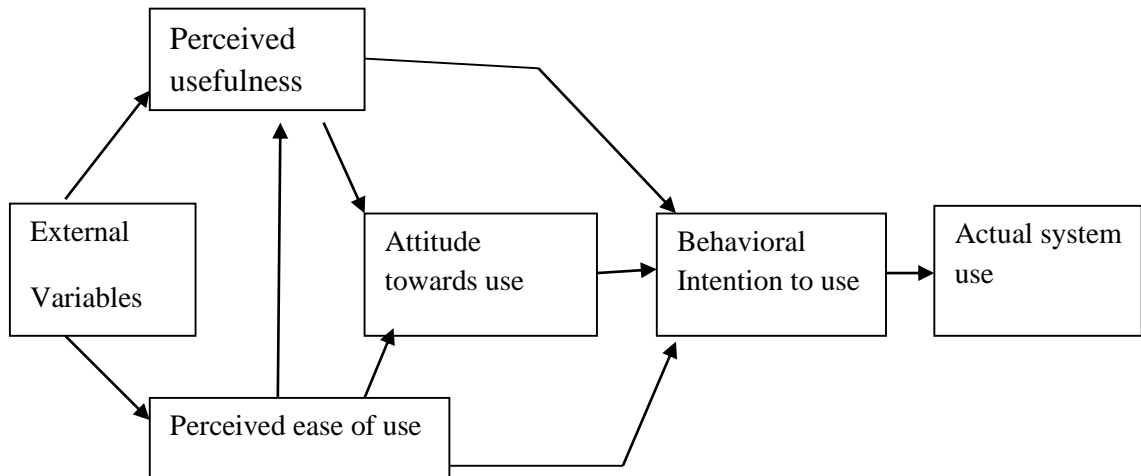 Perceived
usefulness
External
Variables
Attitude
towards use
Behavioral
Intention to use
Actual system
use
Perceived ease of use